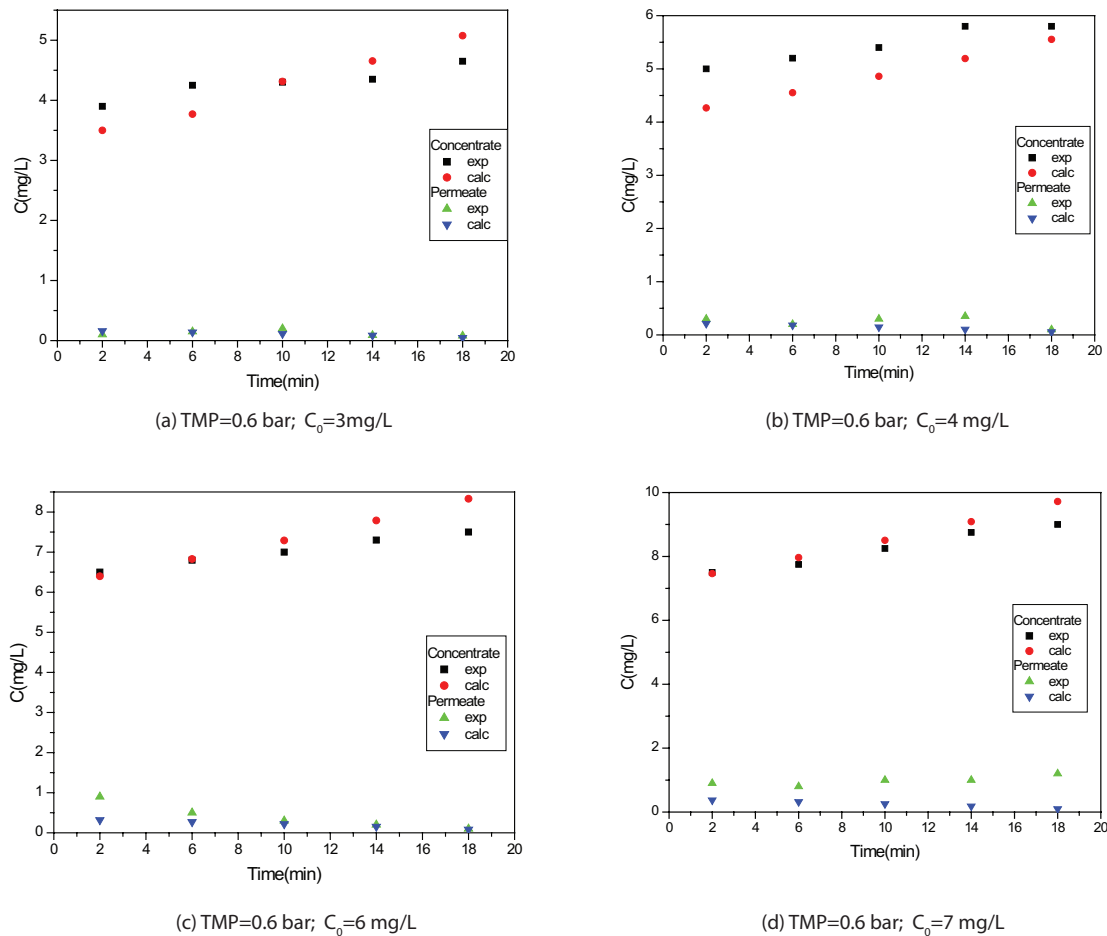 5
4
3
2
1
0
C(mg/L)
0 2 4 6 8 10 12 14 16 18 20
Time(min)
Concentrate
exp
calc
Permeate
exp
calc
(a) TMP=0.6 bar; C₀=3mg/L
6
5
4
3
2
1
0
C(mg/L)
0 2 4 6 8 10 12 14 16 18 20
Time(min)
Concentrate
exp
calc
Permeate
exp
calc
(b) TMP=0.6 bar; C₀=4 mg/L
8
7
6
5
4
3
2
1
0
C(mg/L)
0 2 4 6 8 10 12 14 16 18 20
Time(min)
Concentrate
exp
calc
Permeate
exp
calc
(c) TMP=0.6 bar; C₀=6 mg/L
10
8
6
4
2
0
C(mg/L)
0 2 4 6 8 10 12 14 16 18 20
Time(min)
Concentrate
exp
calc
Permeate
exp
calc
(d) TMP=0.6 bar; C₀=7 mg/L